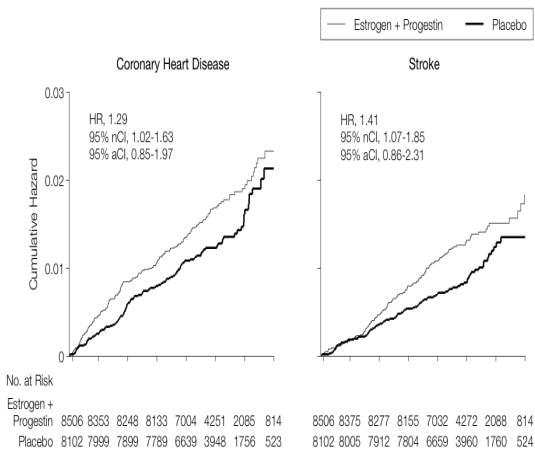 Estrogen + Progestin Placebo
Coronary Heart Disease
Stroke
Cumulative Hazard
0.03
0.02
0.01
0
HR, 1.29
95% nCI, 1.02-1.63
95% aCI, 0.85-1.97
HR, 1.41
95% nCI, 1.07-1.85
95% aCI, 0.86-2.31
No. at Risk
Estrogen +
Progestin 8506 8353 8248 8133 7004 4251 2085 814 8506 8375 8277 8155 7032 4272 2088 814
Placebo 8102 7999 7899 7789 6639 3948 1756 523 8102 8005 7912 7804 6659 3960 1760 524